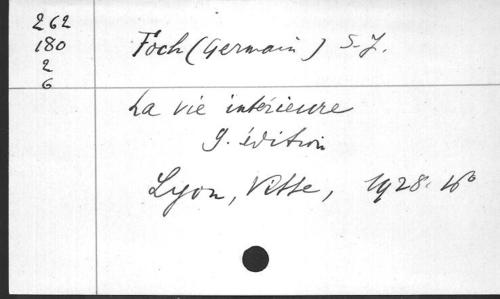 262
180
2
6
Foch (Germain) S.J.
La vie intérieure
9. édition
Lyon, Vitte, 1928. 16°